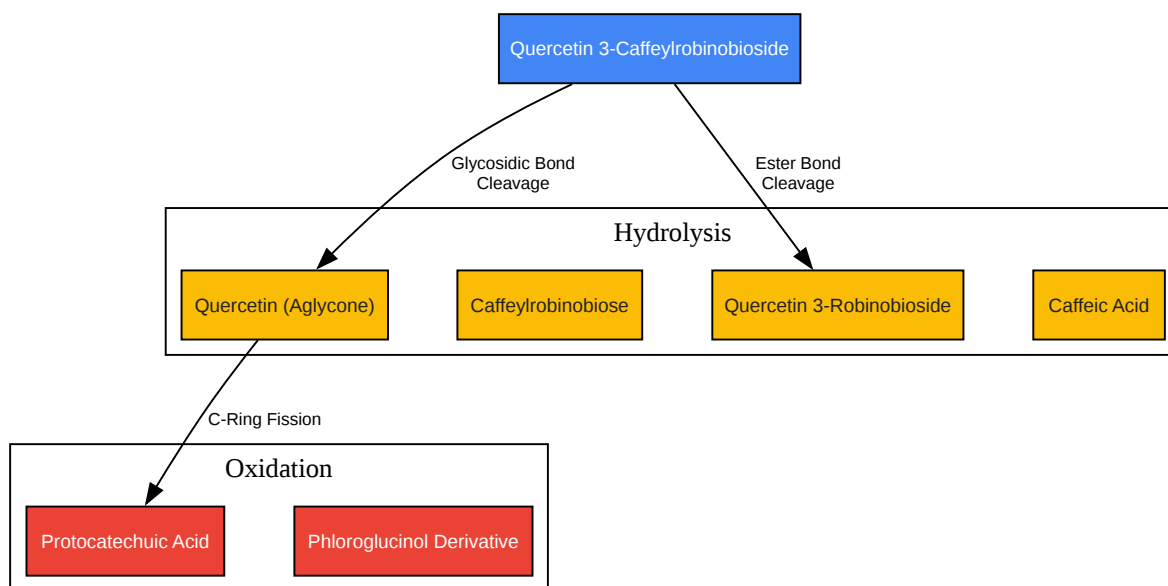 Quercetin 3-Caffeylrobinobioside
Glycosidic Bond
Cleavage
Ester Bond
Cleavage
Hydrolysis
Quercetin (Aglycone)
Caffeylrobinobiose
Quercetin 3-Robinobioside
Caffeic Acid
C-Ring Fission
Oxidation
Protocatechuic Acid
Phloroglucinol Derivative